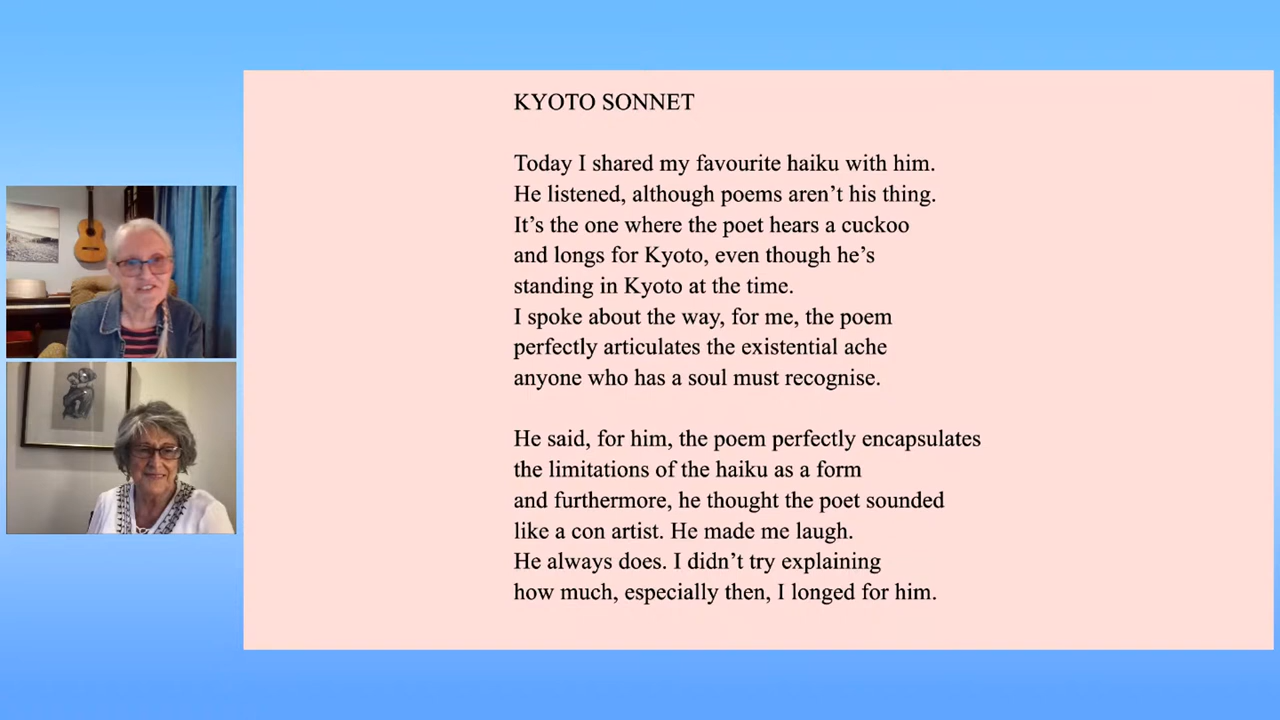 KYOTO SONNET
Today I shared my favourite haiku with him.
He listened, although poems aren’t his thing.
It’s the one where the poet hears a cuckoo
and longs for Kyoto, even though he’s
standing in Kyoto at the time.
I spoke about the way, for me, the poem
perfectly articulates the existential ache
anyone who has a soul must recognise.
He said, for him, the poem perfectly encapsulates
the limitations of the haiku as a form
and furthermore, he thought the poet sounded
like a con artist. He made me laugh.
He always does. I didn’t try explaining
how much, especially then, I longed for him.